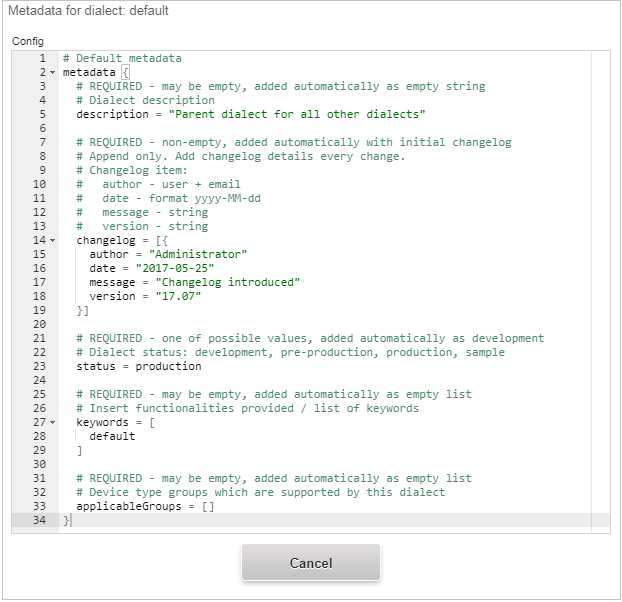 Metadata for dialect: default
Config
1 # Default metadata
2 metadata {
3 # REQUIRED - may be empty, added automatically as empty string
4 # Dialect description
5 description = "Parent dialect for all other dialects"
6
7 # REQUIRED - non-empty, added automatically with initial changelog
8 # Append only. Add changelog details every change.
9 # Changelog item:
10 #   author - user + email
11 #   date - format yyyy-MM-dd
12 #   message - string
13 #   version - string
14 changelog = [{
15 author = "Administrator"
16 date = "2017-05-25"
17 message = "Changelog introduced"
18 version = "17.07"
19 }]
20
21 # REQUIRED - one of possible values, added automatically as development
22 # Dialect status: development, pre-production, production, sample
23 status = production
24
25 # REQUIRED - may be empty, added automatically as empty list
26 # Insert functionalities provided / list of keywords
27 keywords = [
28 default
29 ]
30
31 # REQUIRED - may be empty, added automatically as empty list
32 # Device type groups which are supported by this dialect
33 applicableGroups = []
34 }
Cancel